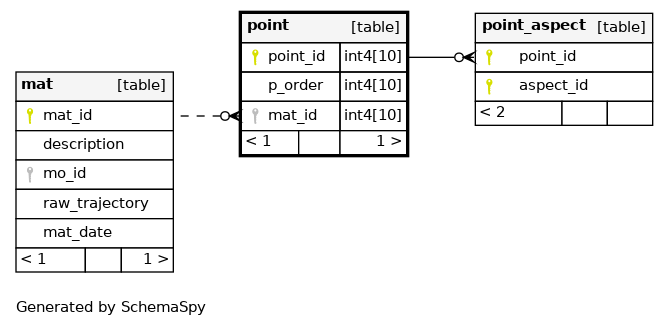 mat [table]
mat_id
description
mo_id
raw_trajectory
mat_date
< 1 1 >
point [table]
point_id int4[10]
p_order int4[10]
mat_id int4[10]
< 1 1 >
point_aspect [table]
point_id
aspect_id
< 2
Generated by SchemaSpy